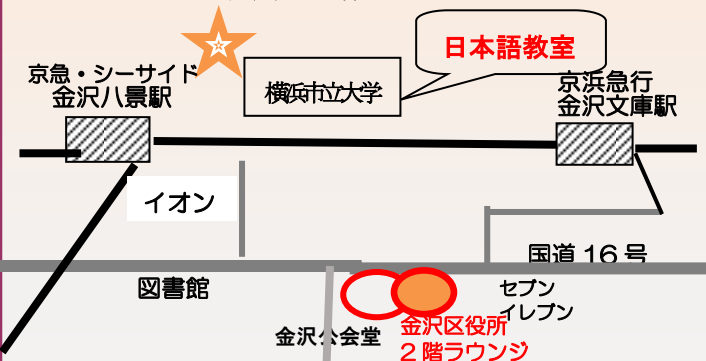 日本語教室
京急・シーサイド
金沢八景駅
横浜市立大学
京浜急行
金沢文庫駅
イオン
国道 16 号
図書館
セブン
イレブン
金沢公会堂
金沢区役所
2 階ラウンジ